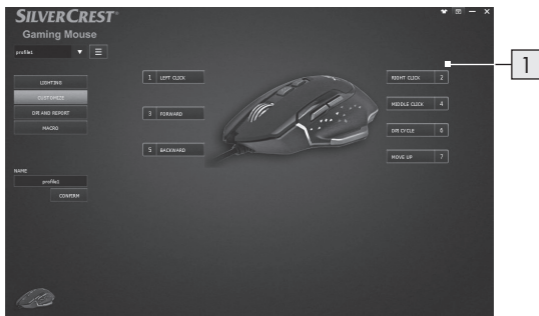 SILVERCREST®
Gaming Mouse
profile1
LIGHTING
CUSTOMIZE
DPI AND REPORT
MACRO
NAME
profile1
CONFIRM
1 LEFT CLICK
3 FORWARD
5 BACKWARD
RIGHT CLICK 2
MIDDLE CLICK 4
DPI CYCLE 6
MOVE UP 7
1